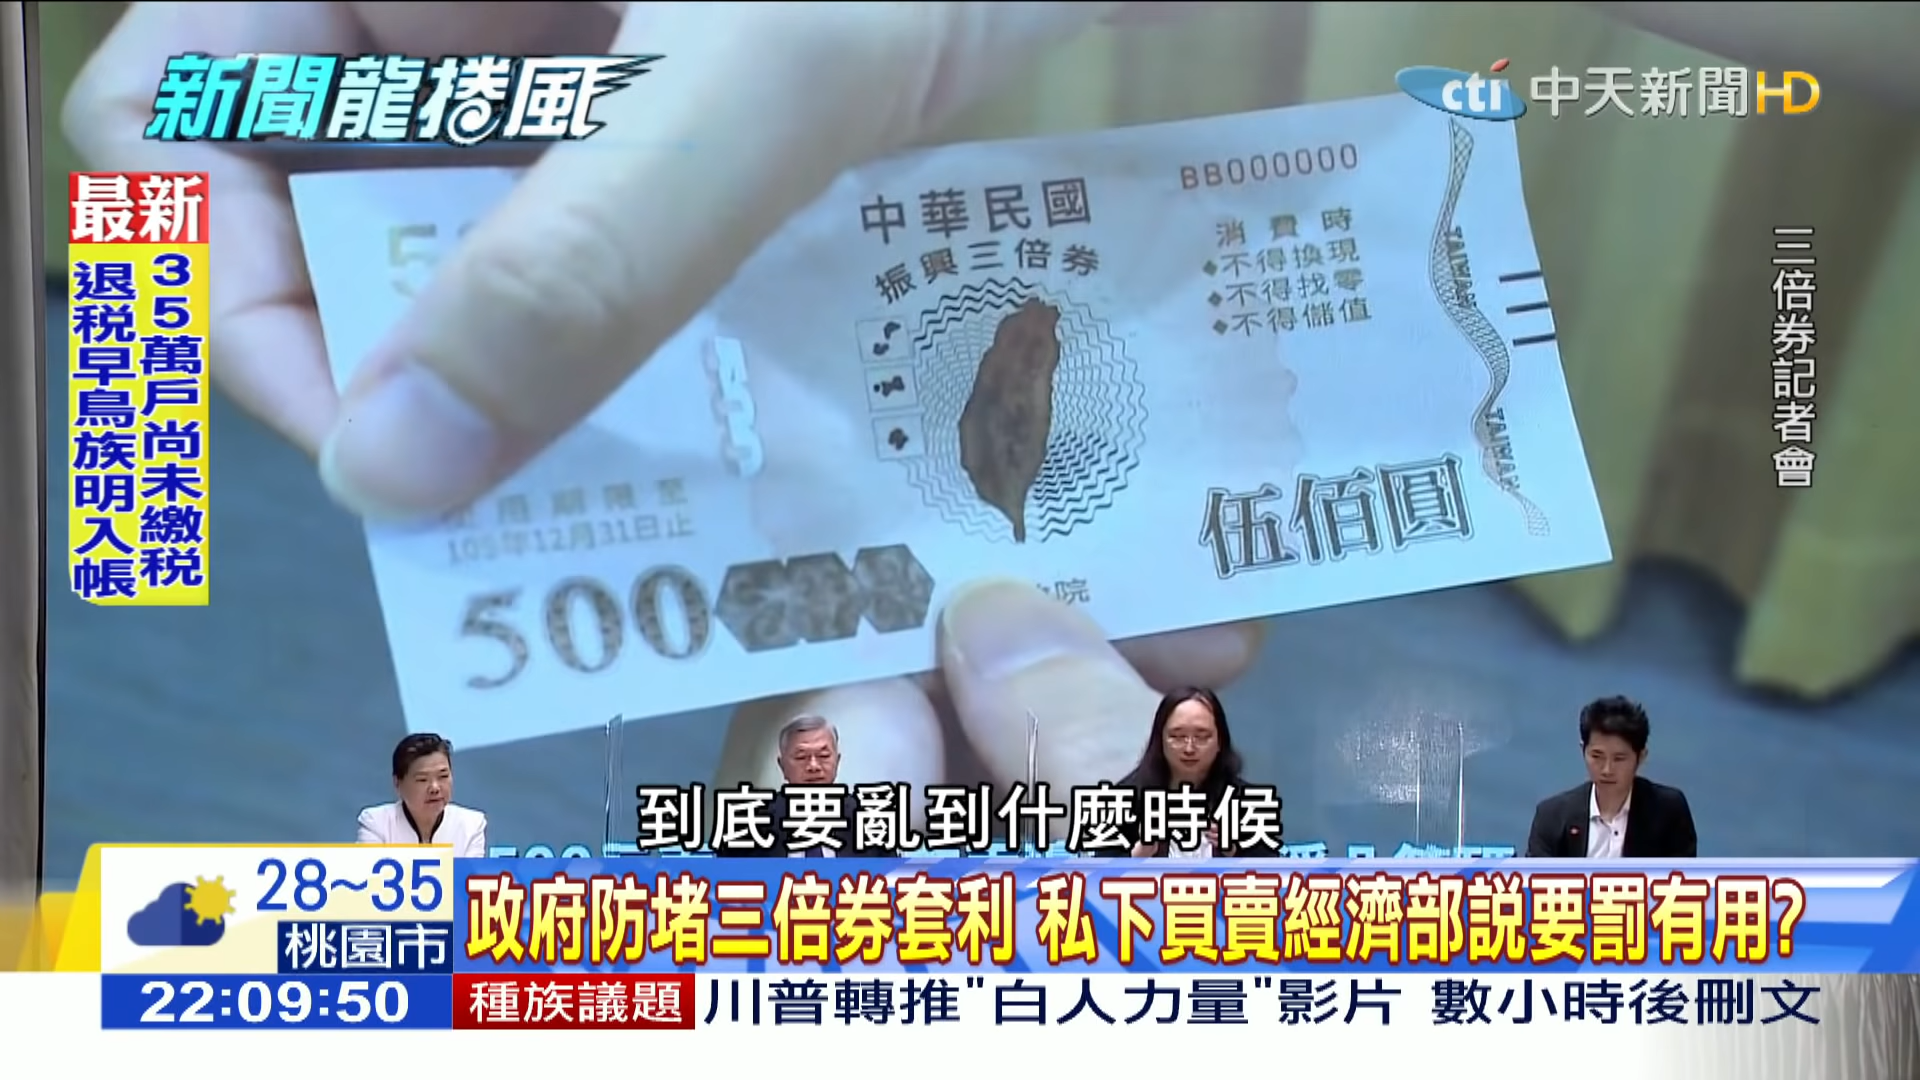 新聞龍捲風
cti 中天新聞HD
最新
35萬戶尚未繳稅
退稅早鳥族明入帳
三倍券記者會
BB000000
中華民國
振興三倍券
消費時
◆不得換現
◆不得找零
◆不得儲值
TAIWAN
TAIWAN
使用期限至
109年12月31日止
500
伍佰圓
院
到底要亂到什麼時候
28~35
桃園市
政府防堵三倍券套利 私下買賣經濟部說要罰有用?
22:09:50
種族議題
川普轉推"白人力量"影片 數小時後刪文